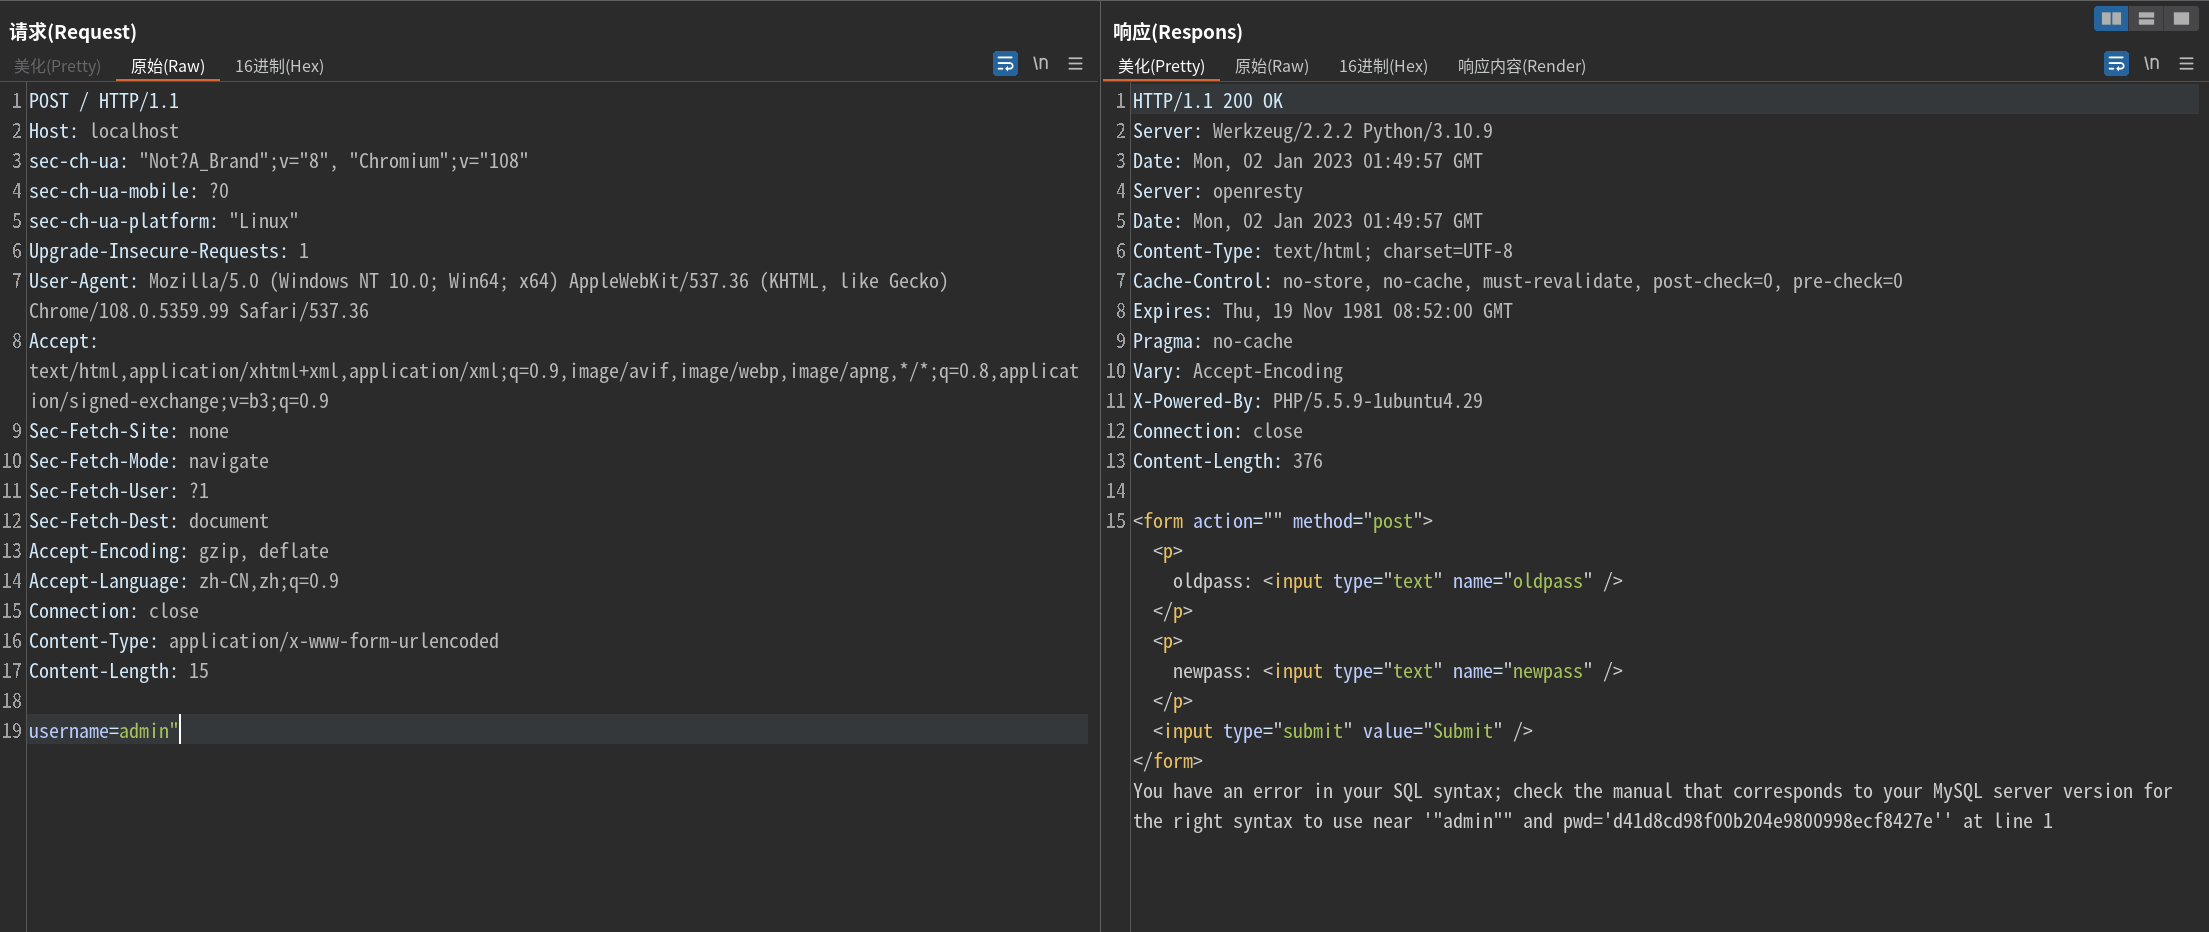 请求(Request)
美化(Pretty) 原始(Raw) 16进制(Hex) \n
1 POST / HTTP/1.1
2 Host: localhost
3 sec-ch-ua: "Not?A_Brand";v="8", "Chromium";v="108"
4 sec-ch-ua-mobile: ?0
5 sec-ch-ua-platform: "Linux"
6 Upgrade-Insecure-Requests: 1
7 User-Agent: Mozilla/5.0 (Windows NT 10.0; Win64; x64) AppleWebKit/537.36 (KHTML, like Gecko)
Chrome/108.0.5359.99 Safari/537.36
8 Accept:
text/html,application/xhtml+xml,application/xml;q=0.9,image/avif,image/webp,image/apng,*/*;q=0.8,applicat
ion/signed-exchange;v=b3;q=0.9
9 Sec-Fetch-Site: none
10 Sec-Fetch-Mode: navigate
11 Sec-Fetch-User: ?1
12 Sec-Fetch-Dest: document
13 Accept-Encoding: gzip, deflate
14 Accept-Language: zh-CN,zh;q=0.9
15 Connection: close
16 Content-Type: application/x-www-form-urlencoded
17 Content-Length: 15
18
19 username=admin"
响应(Respons)
美化(Pretty) 原始(Raw) 16进制(Hex) 响应内容(Render) \n
1 HTTP/1.1 200 OK
2 Server: Werkzeug/2.2.2 Python/3.10.9
3 Date: Mon, 02 Jan 2023 01:49:57 GMT
4 Server: openresty
5 Date: Mon, 02 Jan 2023 01:49:57 GMT
6 Content-Type: text/html; charset=UTF-8
7 Cache-Control: no-store, no-cache, must-revalidate, post-check=0, pre-check=0
8 Expires: Thu, 19 Nov 1981 08:52:00 GMT
9 Pragma: no-cache
10 Vary: Accept-Encoding
11 X-Powered-By: PHP/5.5.9-1ubuntu4.29
12 Connection: close
13 Content-Length: 376
14
15 <form action="" method="post">
<p>
oldpass: <input type="text" name="oldpass" />
</p>
<p>
newpass: <input type="text" name="newpass" />
</p>
<input type="submit" value="Submit" />
</form>
You have an error in your SQL syntax; check the manual that corresponds to your MySQL server version for
the right syntax to use near '"admin"" and pwd='d41d8cd98f00b204e9800998ecf8427e'' at line 1